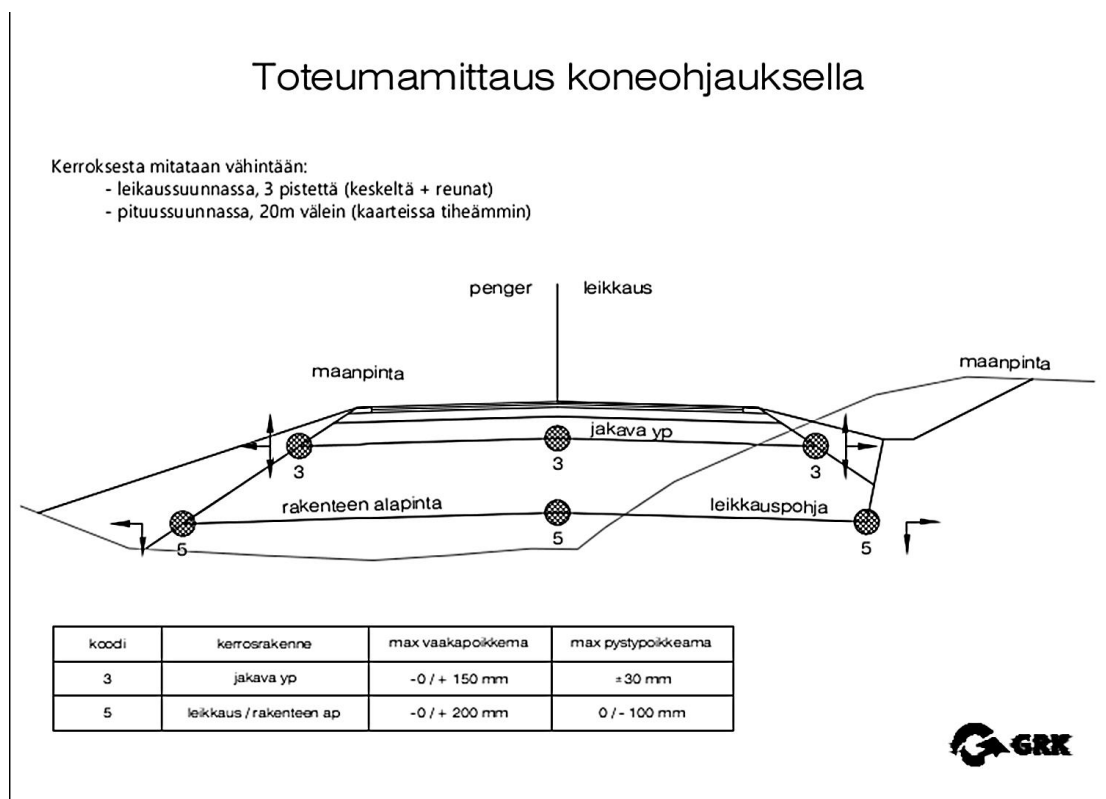 Toteumamittaus koneohjauksella
Kerroksesta mitataan vähintään:
- leikaussuunnassa, 3 pistettä (keskeltä + reunat)
- pituussuunnassa, 20m välein (kaarteissa tiheämmin)
penger leikkaus
maanpinta
maanpinta
jakava yp
3
3
3
rakenteen alapinta
leikkauspohja
5
5
5
koodi kerrosrakenne max vaakapoikkema max pystypoikkeama
3 jakava yp -0 / + 150 mm ±30 mm
5 leikkaus / rakenteen ap -0 / + 200 mm 0 / - 100 mm
GRK